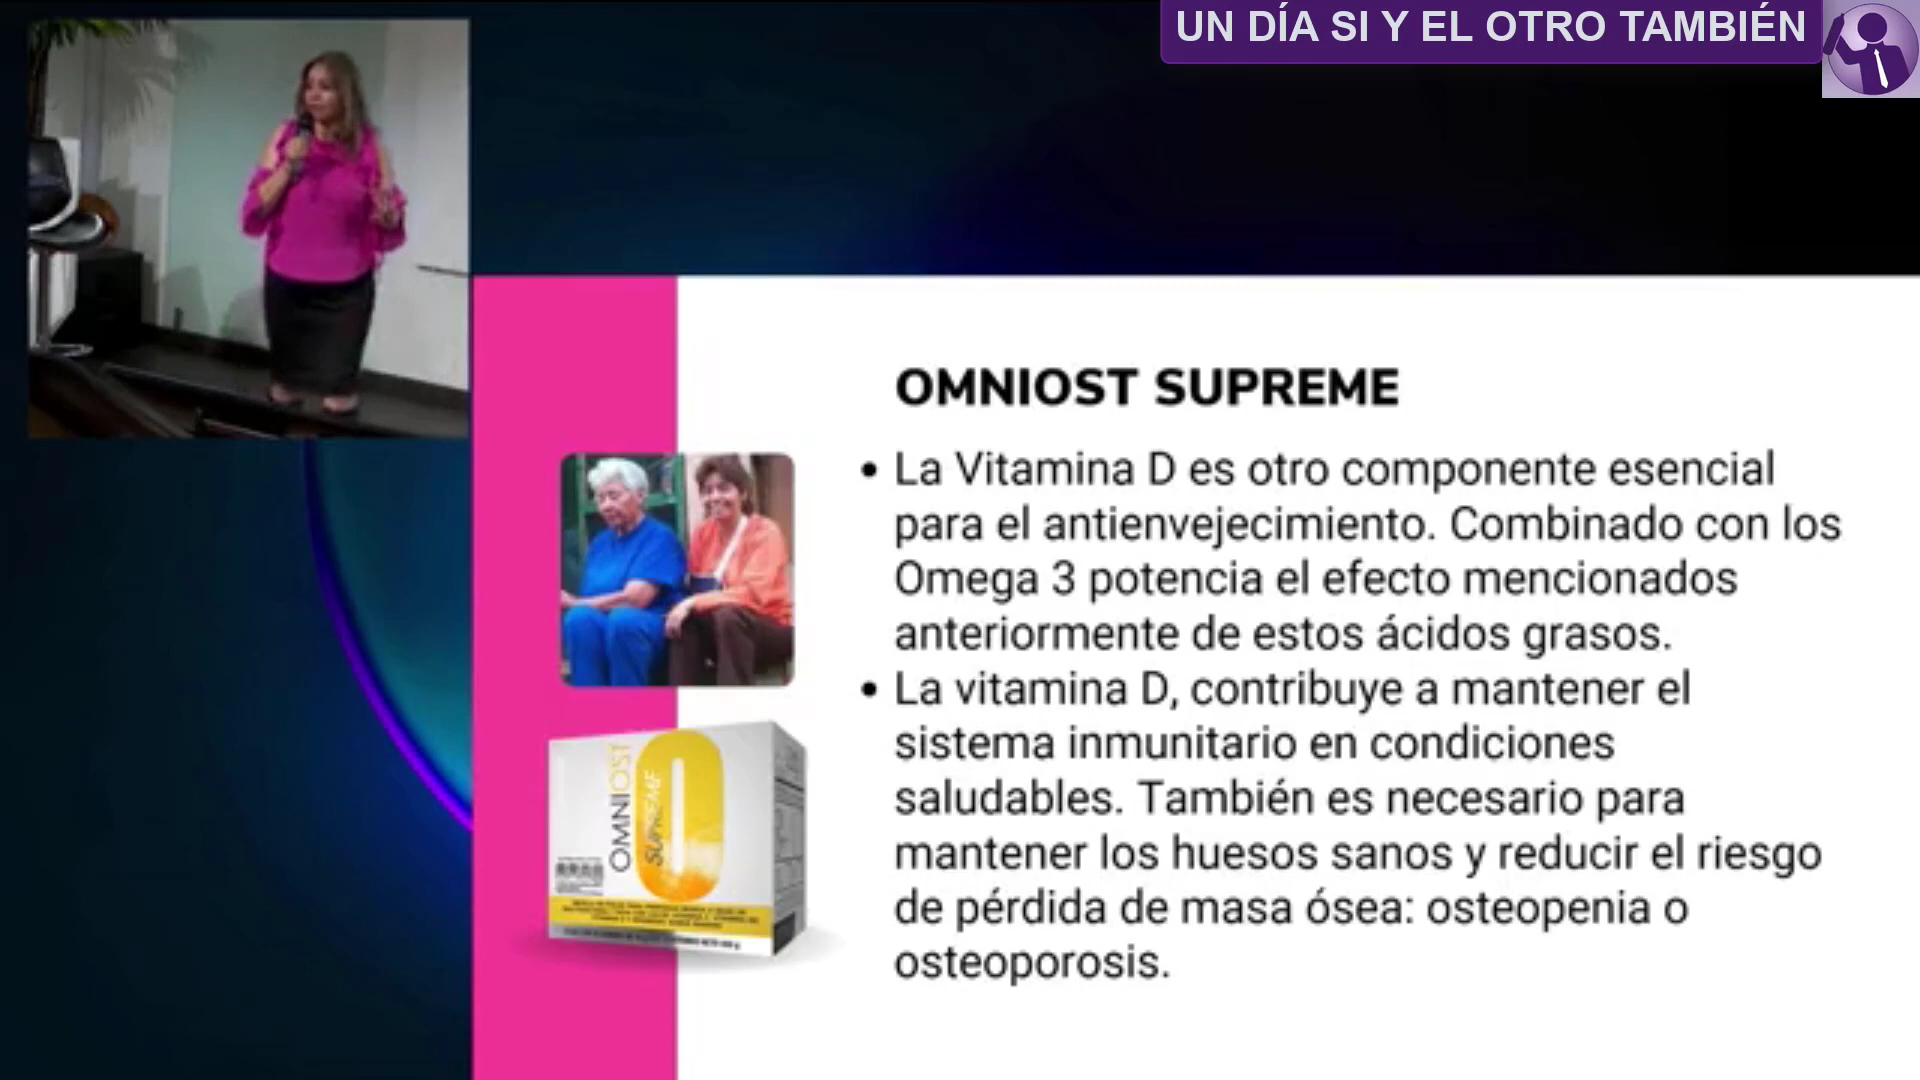 UN DÍA SI Y EL OTRO TAMBIÉN
OMNIOST SUPREME
• La Vitamina D es otro componente esencial
para el antienvejecimiento. Combinado con los
Omega 3 potencia el efecto mencionados
anteriormente de estos ácidos grasos.
• La vitamina D, contribuye a mantener el
sistema inmunitario en condiciones
saludables. También es necesario para
mantener los huesos sanos y reducir el riesgo
de pérdida de masa ósea: osteopenia o
osteoporosis.
OMNIOST
SUPREME